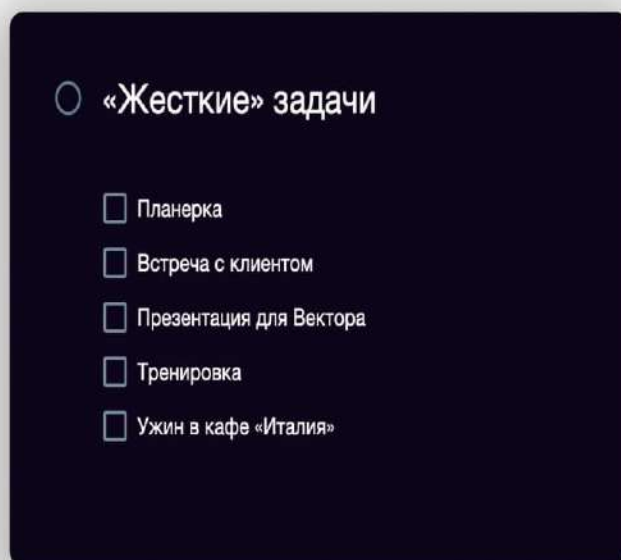 «Жесткие» задачи
Планерка
Встреча с клиентом
Презентация для Вектора
Тренировка
Ужин в кафе «Италия»